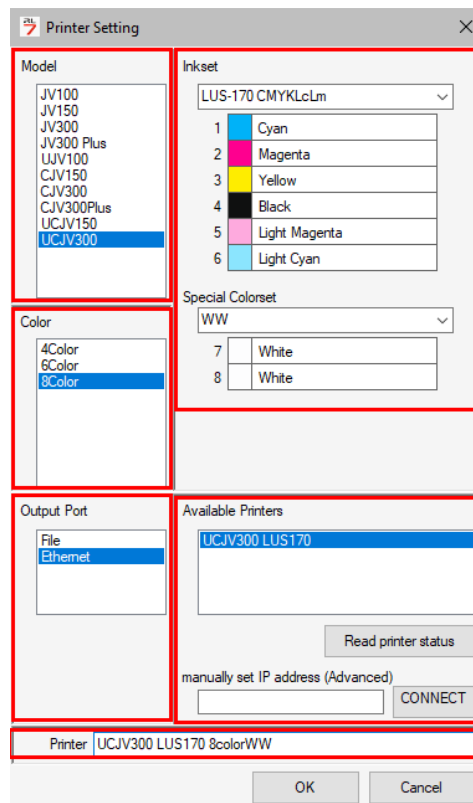 Printer Setting
Model
JV100
JV150
JV300
JV300 Plus
UJV100
CJV150
CJV300
CJV300Plus
UCJV150
UCJV300
Inkset
LUS-170 CMYKLcLm
1 Cyan
2 Magenta
3 Yellow
4 Black
5 Light Magenta
6 Light Cyan
Special Colorset
WW
7 White
8 White
Color
4Color
6Color
8Color
Output Port
File
Ethernet
Available Printers
UCJV300 LUS170
Read printer status
manually set IP address (Advanced)
CONNECT
Printer UCJV300 LUS170 8colorWW
OK Cancel